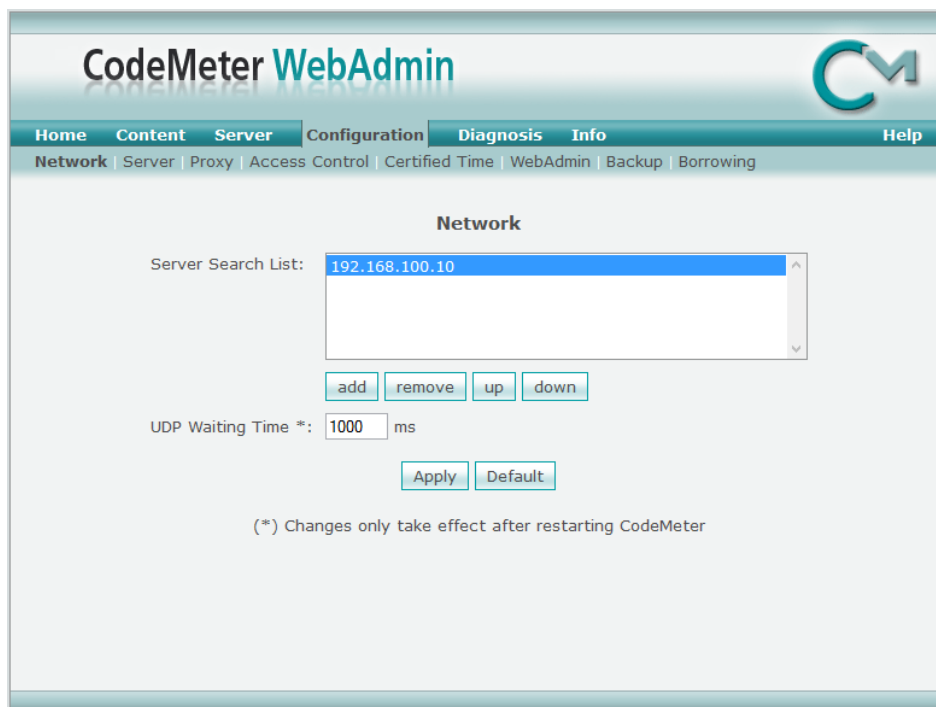 CodeMeter WebAdmin
CM
Home Content Server Configuration Diagnosis Info Help
Network | Server | Proxy | Access Control | Certified Time | WebAdmin | Backup | Borrowing
Network
Server Search List:
192.168.100.10
add remove up down
UDP Waiting Time *: 1000 ms
Apply Default
(*) Changes only take effect after restarting CodeMeter